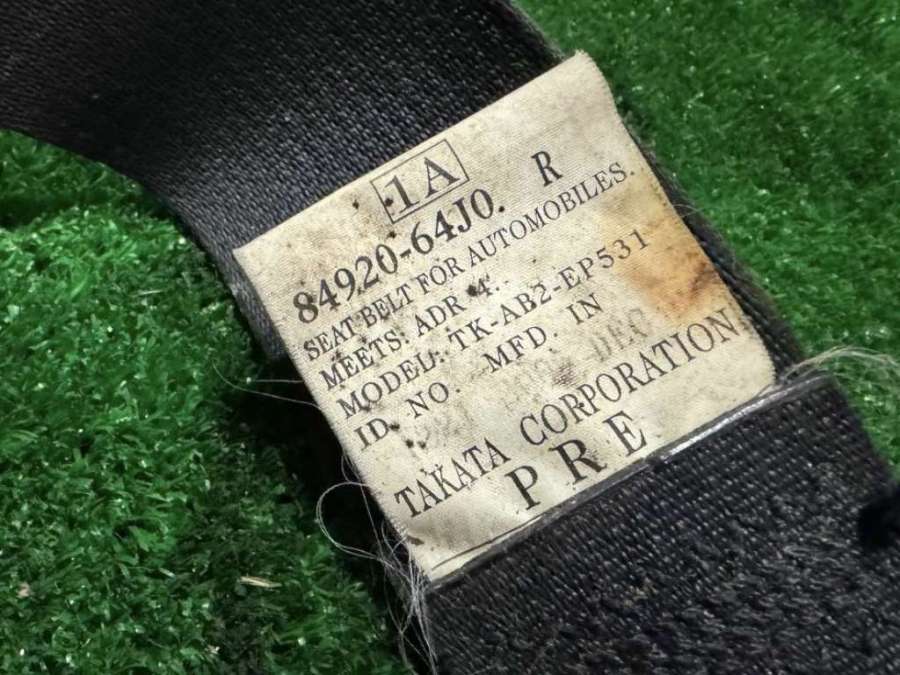 1A
84920-64J0. R
SEAT BELT FOR AUTOMOBILES.
MEETS: ADR 4.
MODEL: TK-AB2-EP531
ID. NO. MFD. IN
DEC
TAKATA CORPORATION
PRE